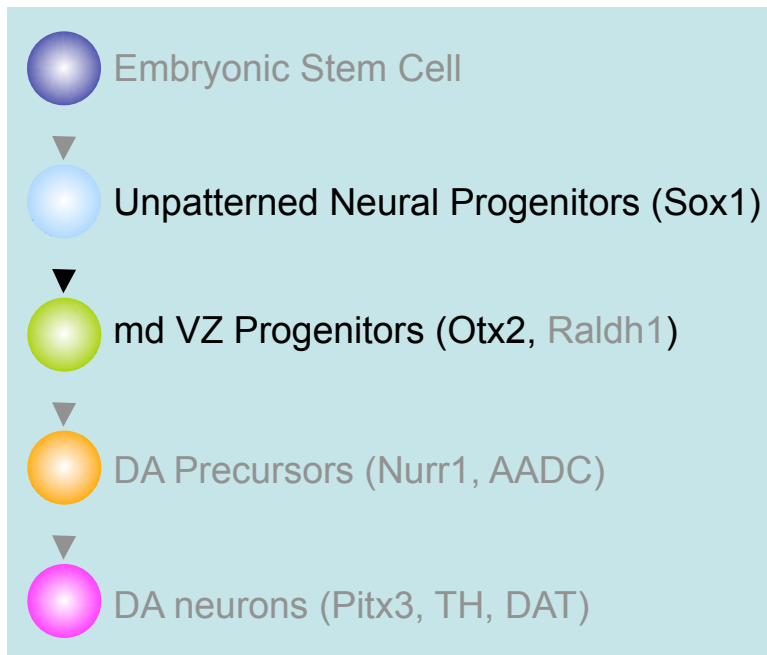 Embryonic Stem Cell
Unpatterned Neural Progenitors (Sox1)
md VZ Progenitors (Otx2, Raldh1)
DA Precursors (Nurr1, AADC)
DA neurons (Pitx3, TH, DAT)